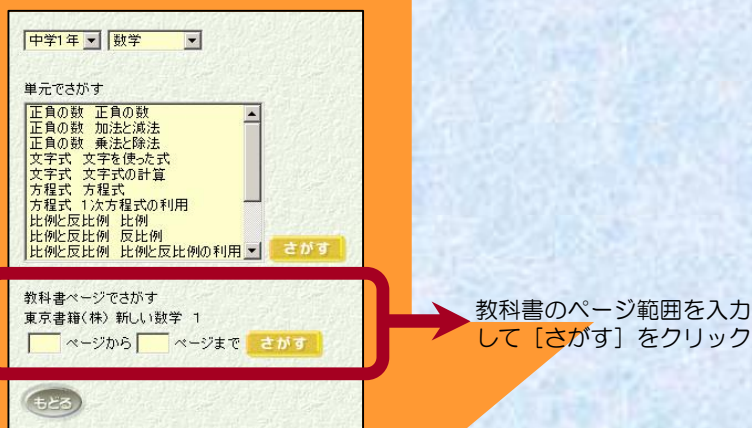 中学1年 数学
単元でさがす
正負の数 正負の数
正負の数 加法と減法
正負の数 乗法と除法
文字式 文字を使った式
文字式 文字式の計算
方程式 方程式
方程式 1次方程式の利用
比例と反比例 比例
比例と反比例 反比例
比例と反比例 比例と反比例の利用
さがす
教科書ページでさがす
東京書籍(株) 新しい数学 1
ページから ページまで さがす
もどる
教科書のページ範囲を入力
して［さがす］をクリック